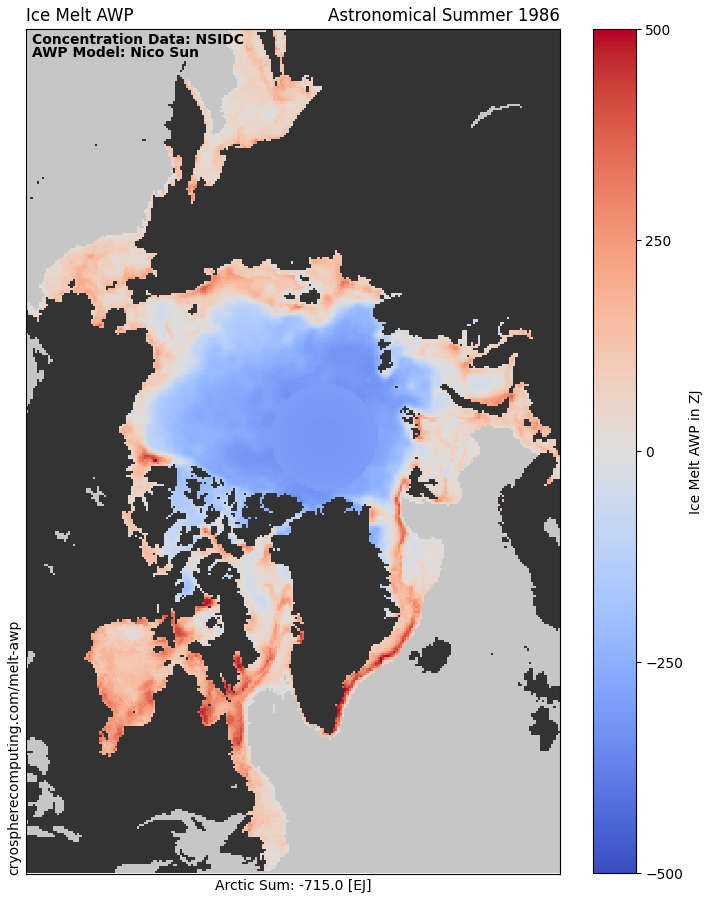 Ice Melt AWP
Astronomical Summer 1986
Concentration Data: NSIDC
AWP Model: Nico Sun
500
250
0
−250
−500
Ice Melt AWP in ZJ
cryospherecomputing.com/melt-awp
Arctic Sum: -715.0 [EJ]